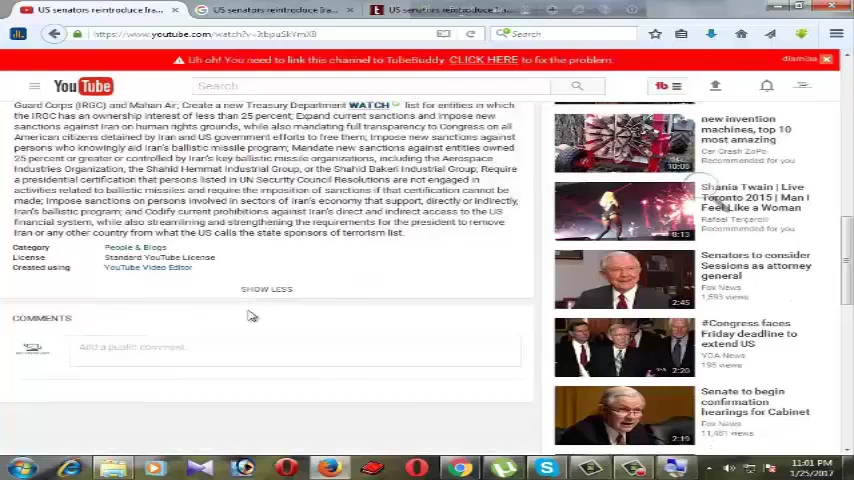 US senators reintroduce Ira
US senators reintroduce Ira
US senators reintroduce Ira
https://www.youtube.com/watch?v=
Search
Uh oh! You need to link this channel to TubeBuddy. CLICK HERE to fix the problem.
dismiss
YouTube
Search
Guard Corps (IRGC) and Mahan Air; Create a new Treasury Department WATCH list for entities in which
the IRGC has an ownership interest of less than 25 percent; Expand current sanctions and impose new
sanctions against Iran on human rights grounds, while also mandating full transparency to Congress on all
American citizens detained by Iran and US government efforts to free them; Impose new sanctions against
persons who knowingly aid Iran's ballistic missile program; Mandate new sanctions against entities owned
25 percent or greater or controlled by Iran's key ballistic missile organizations, including the Aerospace
Industries Organization, the Shahid Hemmat Industrial Group, or the Shahid Bakeri Industrial Group; Require
a presidential certification that persons listed in UN Security Council Resolutions are not engaged in
activities related to ballistic missiles and require the imposition of sanctions if that certification cannot be
made; Impose sanctions on persons involved in sectors of Iran's economy that support, directly or indirectly,
Iran's ballistic program; and Codify current prohibitions against Iran's direct and indirect access to the US
financial system, while also streamlining and strengthening the requirements for the president to remove
Iran or any other country from what the US calls the state sponsors of terrorism list.
Category People & Blogs
License Standard YouTube License
Created using YouTube Video Editor
SHOW LESS
COMMENTS
Add a public comment...
new invention
machines, top 10
most amazing
Car Crash ZoPo
Recommended for you
10:08
Shania Twain | Live
Toronto 2015 | Man I
Feel Like a Woman
Rafael
Recommended for you
8:13
Senators to consider
Sessions as attorney
general
Fox News
1,593 views
2:45
#Congress faces
Friday deadline to
extend US
VOA News
195 views
2:20
Senate to begin
confirmation
hearings for Cabinet
Fox News
11,481 views
2:19
11:01 PM
1/25/2017